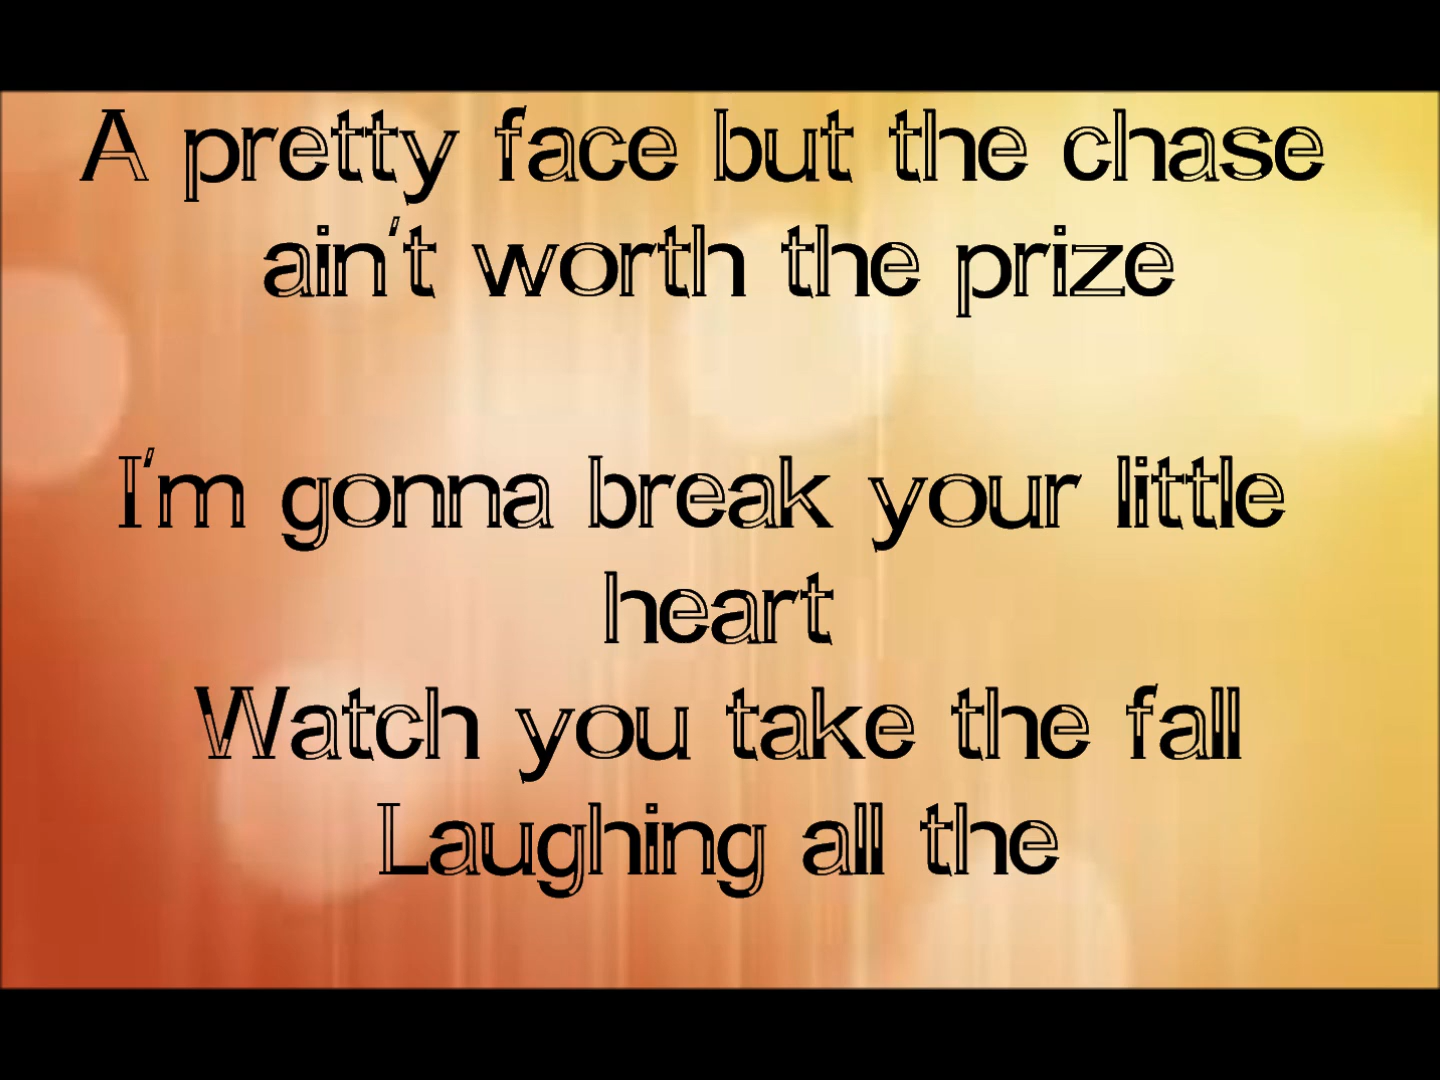 A pretty face but the chase
ain't worth the prize
I'm gonna break your little
heart
Watch you take the fall
Laughing all the